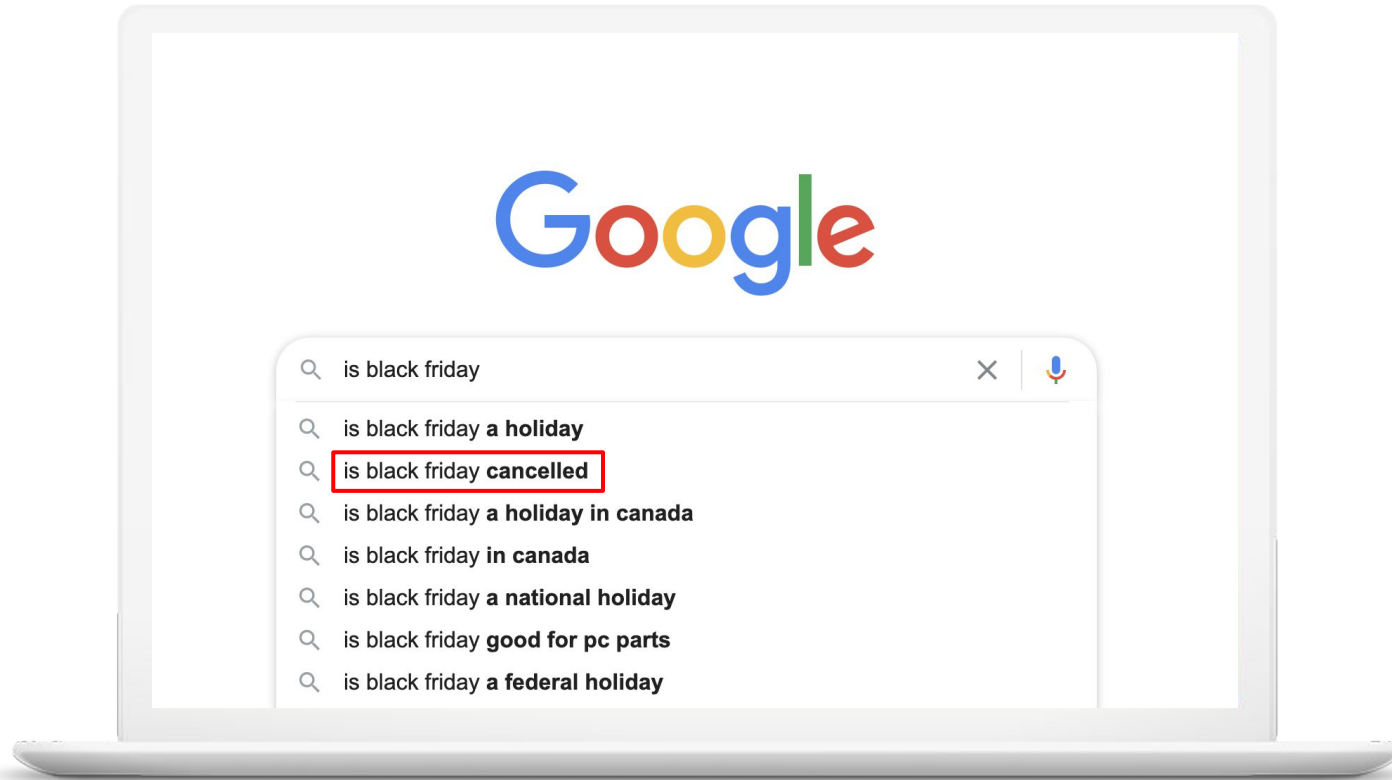 Google
is black friday
is black friday a holiday
is black friday cancelled
is black friday a holiday in canada
is black friday in canada
is black friday a national holiday
is black friday good for pc parts
is black friday a federal holiday